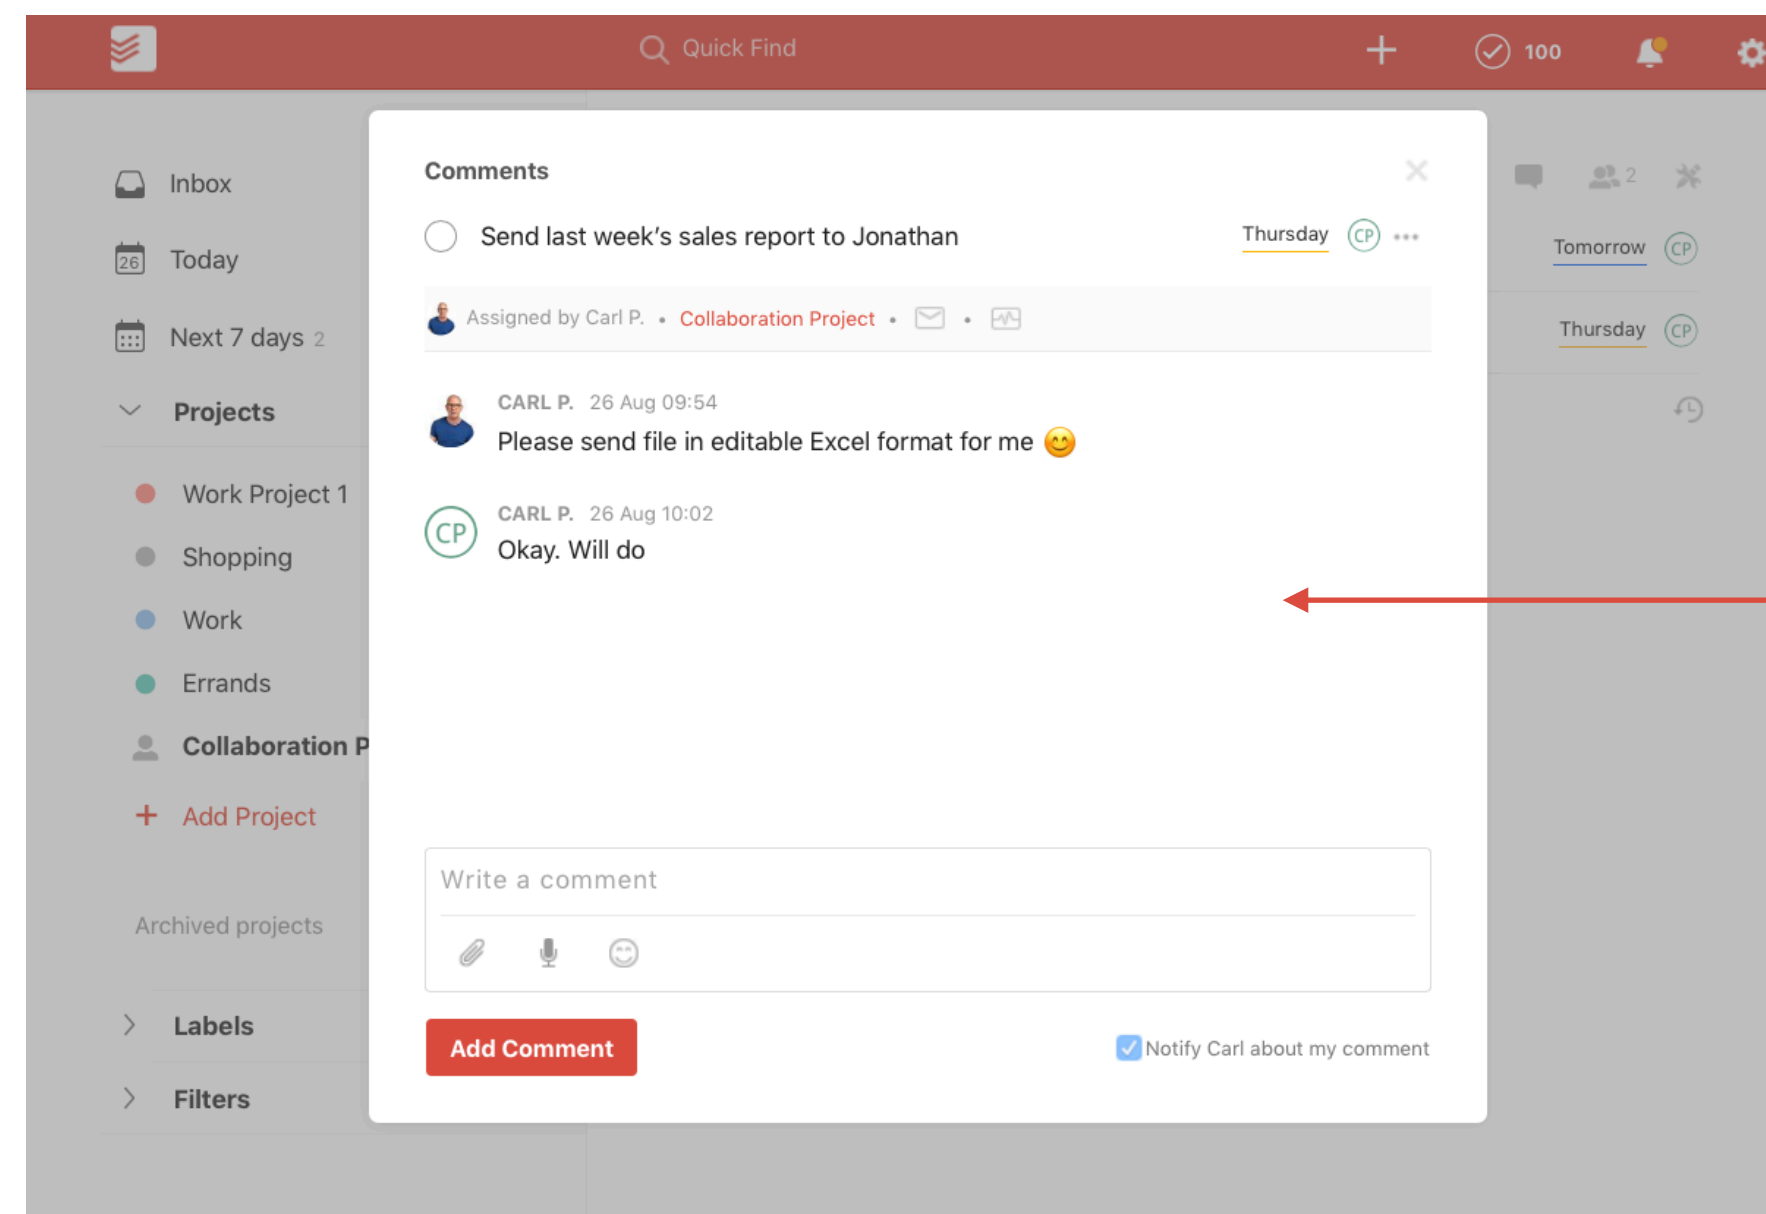 Quick Find
100
Inbox
26
Today
Next 7 days 2
Projects
Work Project 1
Shopping
Work
Errands
Collaboration P
Add Project
Archived projects
Labels
Filters
Comments
Send last week’s sales report to Jonathan
Thursday CP
Assigned by Carl P. • Collaboration Project •
CARL P. 26 Aug 09:54
Please send file in editable Excel format for me 😊
CP
CARL P. 26 Aug 10:02
Okay. Will do
Write a comment
Add Comment
Notify Carl about my comment
2
Tomorrow CP
Thursday CP